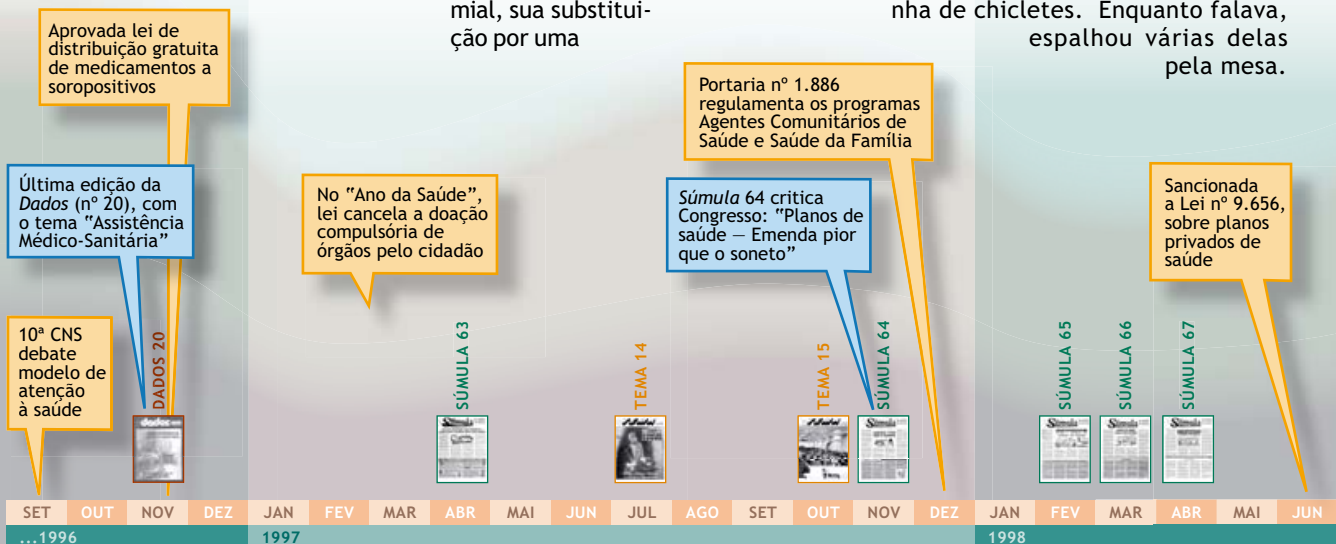 mial, sua substitui-
ção por uma
nha de chicletes. Enquanto falava,
espalhou várias delas
pela mesa.
Aprovada lei de
distribuição gratuita
de medicamentos a
soropositivos
Última edição da
Dados (nº 20), com
o tema “Assistência
Médico-Sanitária”
10ª CNS
debate
modelo de
atenção
à saúde
No “Ano da Saúde”,
lei cancela a doação
compulsória de
órgãos pelo cidadão
Portaria nº 1.886
regulamenta os programas
Agentes Comunitários de
Saúde e Saúde da Família
Súmula 64 critica
Congresso: “Planos de
saúde — Emenda pior
que o soneto”
Sancionada
a Lei nº 9.656,
sobre planos
privados de
saúde
DADOS 20
SÚMULA 63
TEMA 14
TEMA 15
SÚMULA 64
SÚMULA 65
SÚMULA 66
SÚMULA 67
dados
Súmula
Súmula
Súmula
Súmula
Súmula
SET OUT NOV DEZ JAN FEV MAR ABR MAI JUN JUL AGO SET OUT NOV DEZ JAN FEV MAR ABR MAI JUN
...1996 1997 1998